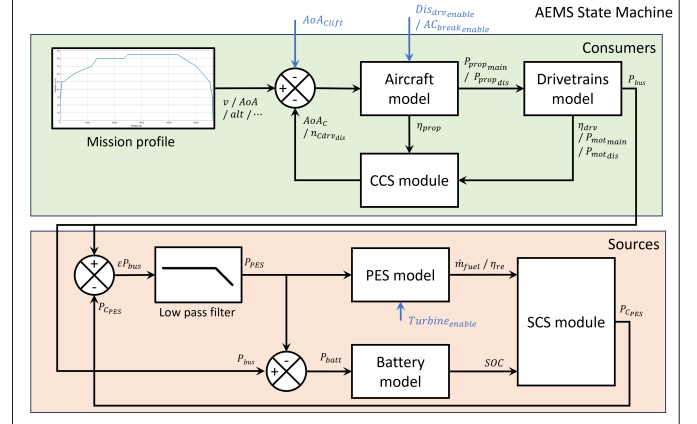 AEMS State Machine
AoA_Clift
Dis_drv_enable
/ AC_break_enable
Consumers
Mission profile
v / AoA
/ alt / ⋯
+
-
-
AoA_C
/ n_Cdrv_dis
Aircraft
model
P_prop_main
/ P_prop_dis
Drivetrains
model
P_bus
η_prop
η_drv
/ P_mot_main
/ P_mot_dis
CCS module
Sources
+
-
εP_bus
P_C_PES
Low pass filter
P_PES
PES model
ṁ_fuel / η_re
Turbine_enable
SCS module
P_C_PES
P_bus
+
-
P_batt
Battery
model
SOC